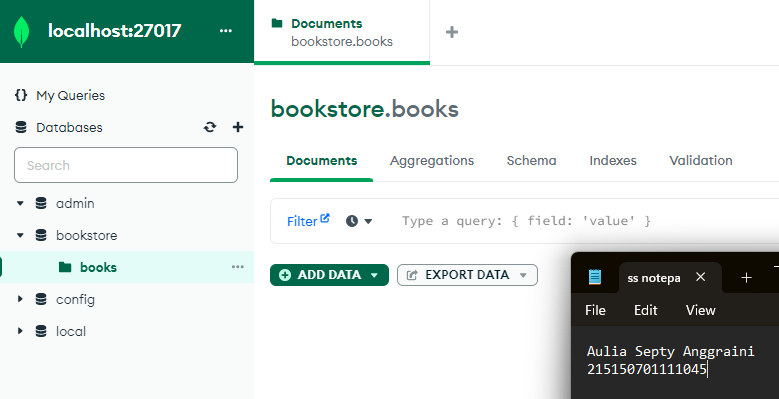 localhost:27017
Documents
bookstore.books
My Queries
Databases
Search
admin
bookstore
books
config
local
bookstore.books
Documents Aggregations Schema Indexes Validation
Filter Type a query: { field: 'value' }
ADD DATA EXPORT DATA
ss notepa
File Edit View
Aulia Septy Anggraini
215150701111045